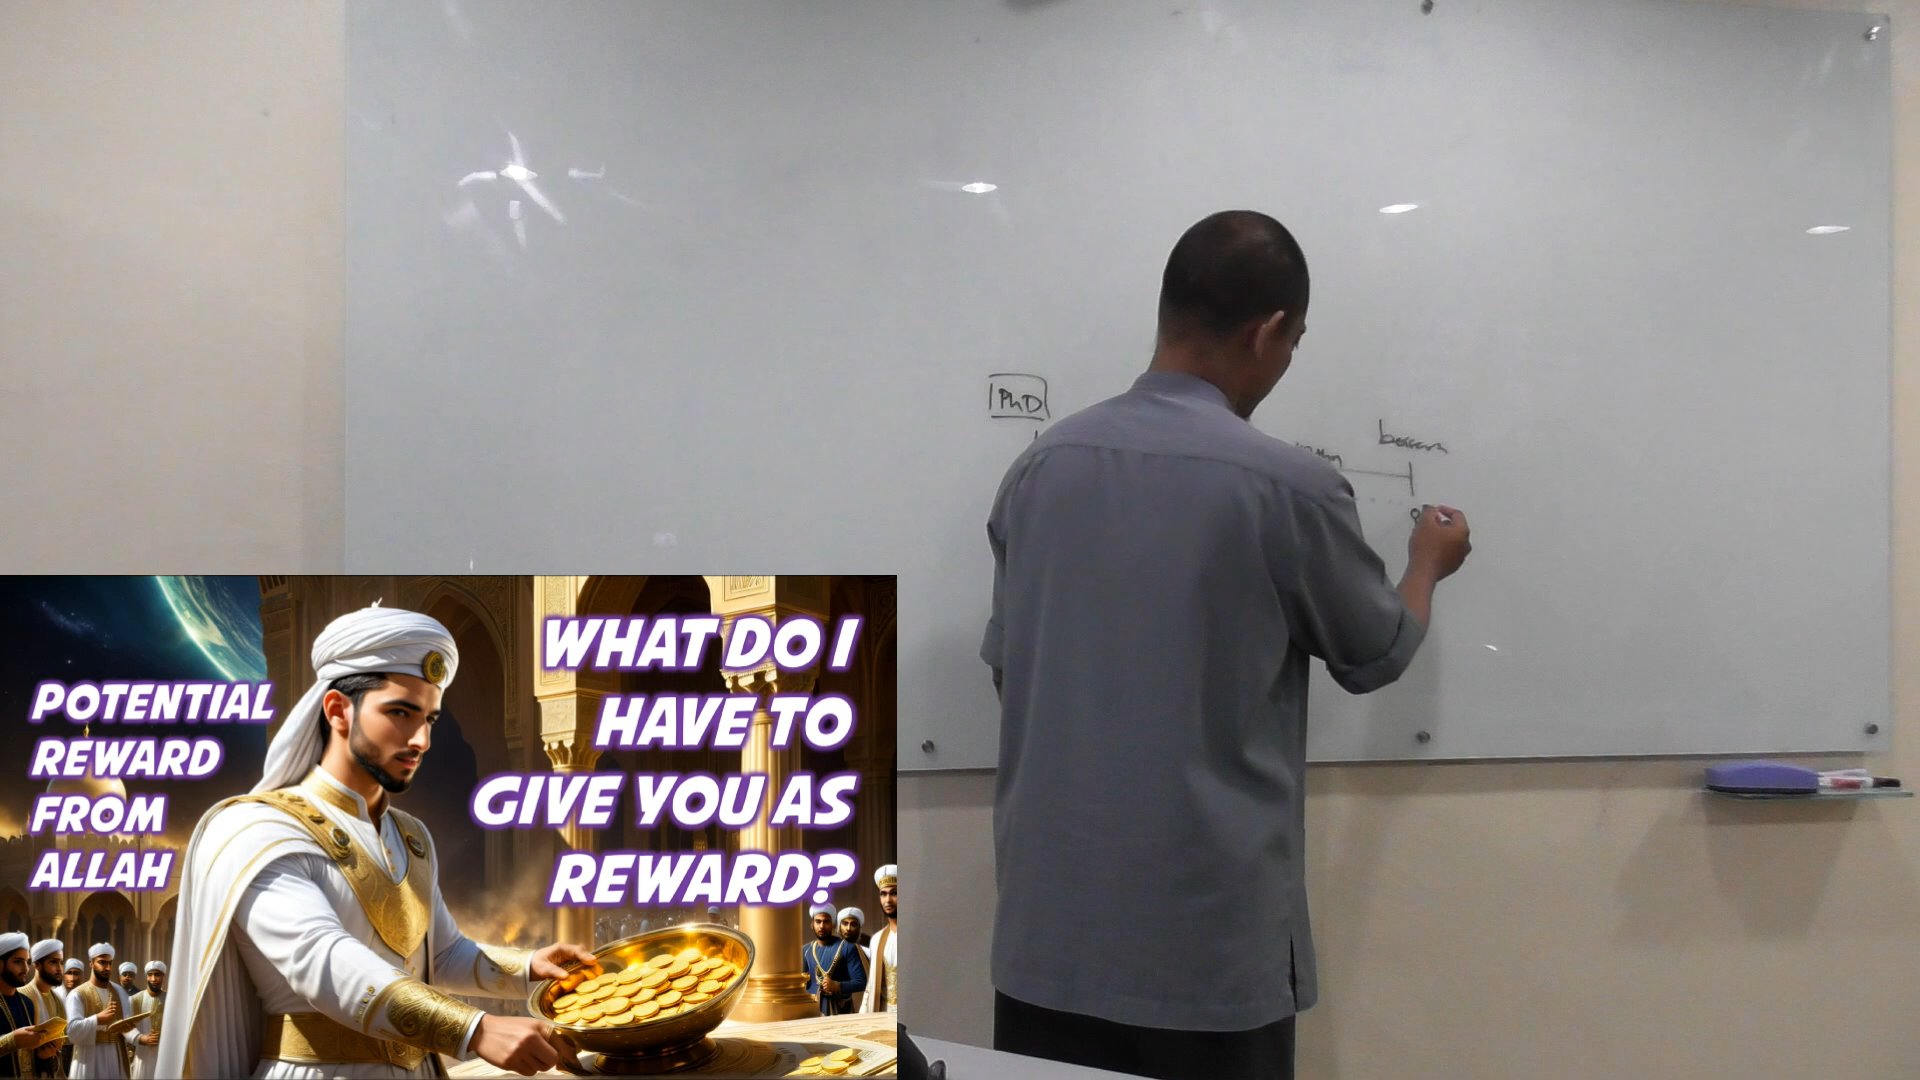 PhD
POTENTIAL
REWARD
FROM
ALLAH
WHAT DO I
HAVE TO
GIVE YOU AS
REWARD?